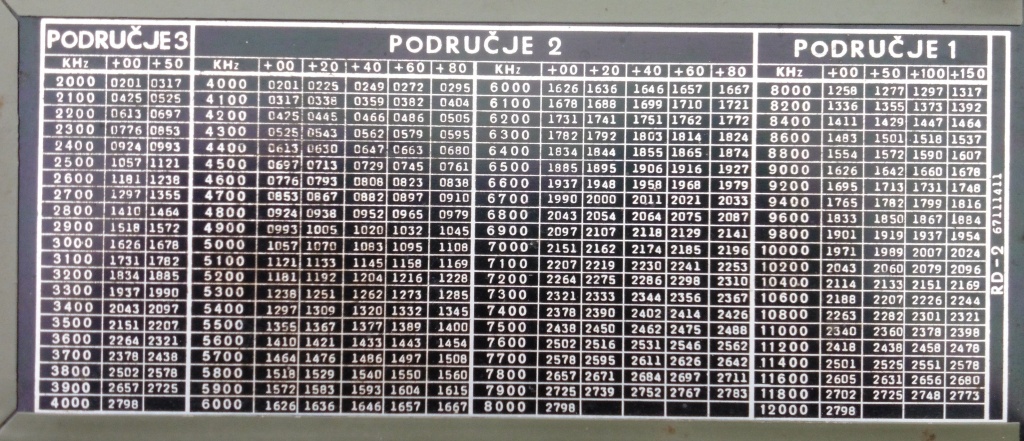 PODRUČJE 3 PODRUČJE 2 PODRUČJE 1
KHz +00 +50 KHz +00 +20 +40 +60 +80 KHz +00 +20 +40 +60 +80 KHz +00 +50 +100 +150
2000 0201 0317 4000 0201 0225 0249 0272 0295 6000 1626 1636 1646 1657 1667 8000 1258 1277 1297 1317
2100 0425 0525 4100 0317 0338 0359 0382 0404 6100 1678 1688 1699 1710 1721 8200 1336 1355 1373 1392
2200 0613 0697 4200 0425 0445 0466 0486 0505 6200 1731 1741 1751 1762 1772 8400 1411 1429 1447 1464
2300 0776 0853 4300 0525 0543 0562 0579 0595 6300 1782 1792 1803 1814 1824 8600 1483 1501 1518 1537
2400 0924 0993 4400 0613 0630 0647 0663 0680 6400 1834 1844 1855 1865 1874 8800 1554 1572 1590 1607
2500 1057 1121 4500 0697 0713 0729 0745 0761 6500 1885 1895 1906 1916 1927 9000 1626 1642 1660 1678
2600 1181 1238 4600 0776 0793 0808 0823 0838 6600 1937 1948 1958 1968 1979 9200 1695 1713 1731 1748
2700 1297 1355 4700 0853 0867 0882 0897 0910 6700 1990 2000 2011 2021 2033 9400 1765 1782 1799 1816
2800 1410 1464 4800 0924 0938 0952 0965 0979 6800 2043 2054 2064 2075 2087 9600 1833 1850 1867 1884
2900 1518 1572 4900 0993 1005 1020 1032 1045 6900 2097 2107 2118 2129 2141 9800 1901 1919 1937 1954
3000 1626 1678 5000 1057 1070 1083 1095 1108 7000 2151 2162 2174 2185 2196 10000 1971 1989 2007 2024
3100 1731 1782 5100 1121 1133 1145 1158 1169 7100 2207 2219 2230 2241 2253 10200 2043 2060 2079 2096
3200 1834 1885 5200 1181 1192 1204 1216 1228 7200 2264 2275 2286 2298 2310 10400 2114 2133 2151 2169
3300 1937 1990 5300 1238 1251 1262 1273 1285 7300 2321 2333 2344 2356 2367 10600 2188 2207 2226 2244
3400 2043 2097 5400 1297 1309 1320 1332 1345 7400 2378 2390 2402 2414 2426 10800 2263 2282 2301 2321
3500 2151 2207 5500 1355 1367 1377 1389 1400 7500 2438 2450 2462 2475 2488 11000 2340 2360 2378 2398
3600 2264 2321 5600 1410 1421 1433 1443 1454 7600 2502 2516 2531 2546 2562 11200 2418 2438 2458 2478
3700 2378 2438 5700 1464 1476 1486 1497 1508 7700 2578 2595 2611 2626 2642 11400 2501 2525 2551 2578
3800 2502 2578 5800 1518 1529 1540 1550 1560 7800 2657 2671 2684 2697 2711 11600 2605 2631 2656 2680
3900 2657 2725 5900 1572 1583 1593 1604 1615 7900 2725 2739 2752 2767 2783 11800 2702 2725 2748 2773
4000 2798 6000 1626 1636 1646 1657 1667 8000 2798 12000 2798
RD-2 67111411